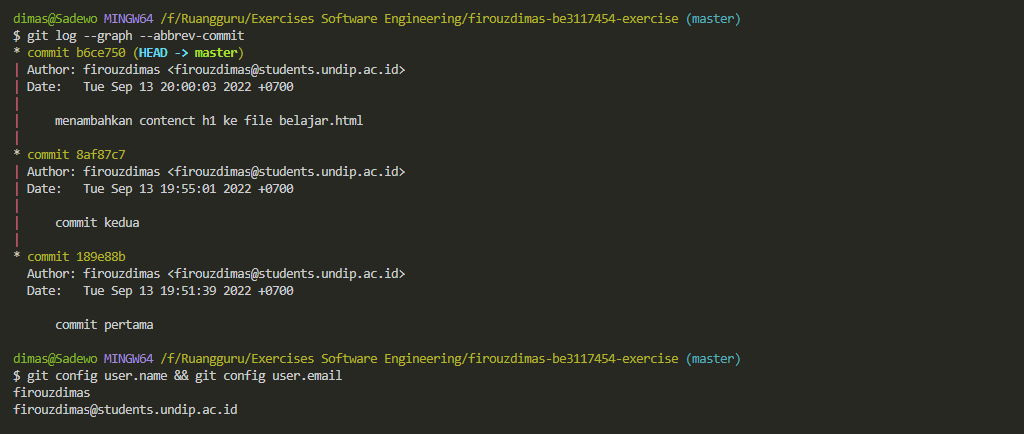 dimas@Sadewo MINGW64 /f/Ruangguru/Exercises Software Engineering/firouzdimas-be3117454-exercise (master)
$ git log --graph --abbrev-commit
* commit b6ce750 (HEAD -> master)
| Author: firouzdimas <firouzdimas@students.undip.ac.id>
| Date:   Tue Sep 13 20:00:03 2022 +0700
|
|     menambahkan contenct h1 ke file belajar.html
|
* commit 8af87c7
| Author: firouzdimas <firouzdimas@students.undip.ac.id>
| Date:   Tue Sep 13 19:55:01 2022 +0700
|
|     commit kedua
|
* commit 189e88b
  Author: firouzdimas <firouzdimas@students.undip.ac.id>
  Date:   Tue Sep 13 19:51:39 2022 +0700

      commit pertama

dimas@Sadewo MINGW64 /f/Ruangguru/Exercises Software Engineering/firouzdimas-be3117454-exercise (master)
$ git config user.name && git config user.email
firouzdimas
firouzdimas@students.undip.ac.id